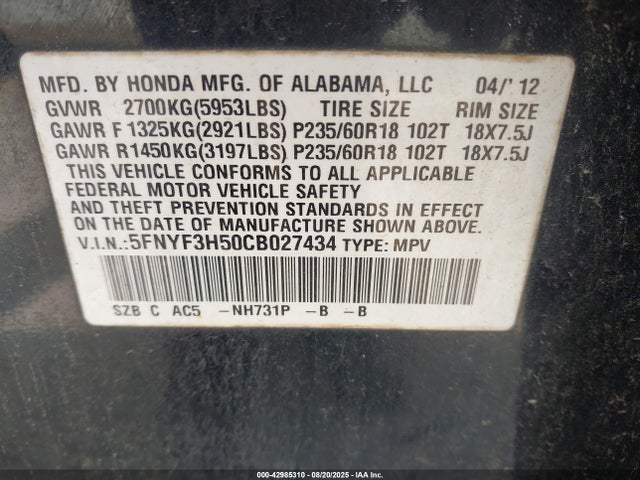 MFD. BY HONDA MFG. OF ALABAMA, LLC 04/'12
GVWR 2700KG(5953LBS) TIRE SIZE RIM SIZE
GAWR F 1325KG(2921LBS) P235/60R18 102T 18X7.5J
GAWR R1450KG(3197LBS) P235/60R18 102T 18X7.5J
THIS VEHICLE CONFORMS TO ALL APPLICABLE
FEDERAL MOTOR VEHICLE SAFETY
AND THEFT PREVENTION STANDARDS IN EFFECT
ON THE DATE OF MANUFACTURE SHOWN ABOVE.
V.I.N.:5FNYF3H50CB027434 TYPE: MPV
SZB C AC5 -NH731P -B -B
000-42985310 - 08/20/2025 - IAA Inc.